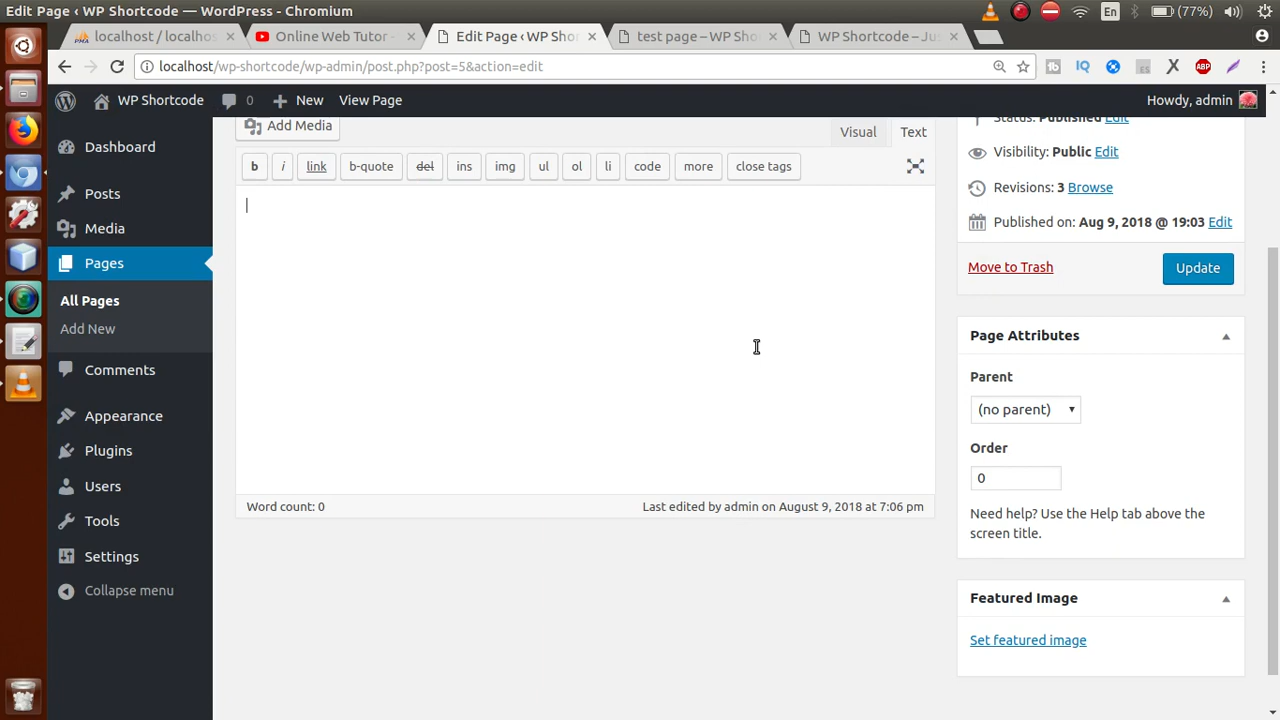 Edit Page ‹ WP Shortcode — WordPress - Chromium
En
(77%)
PMA
localhost / localhos
Online Web Tutor -
Edit Page ‹ WP Shor
test page – WP Sho
WP Shortcode – Jus
localhost/wp-shortcode/wp-admin/post.php?post=5&action=edit
IQ
X
ABP
WP Shortcode
0
New
View Page
Howdy, admin
Dashboard
Posts
Media
Pages
All Pages
Add New
Comments
Appearance
Plugins
Users
Tools
Settings
Collapse menu
Add Media
Visual
Text
b
i
link
b-quote
del
ins
img
ul
ol
li
code
more
close tags
Word count: 0
Last edited by admin on August 9, 2018 at 7:06 pm
Status: Published Edit
Visibility: Public Edit
Revisions: 3 Browse
Published on: Aug 9, 2018 @ 19:03 Edit
Move to Trash
Update
Page Attributes
Parent
(no parent)
Order
0
Need help? Use the Help tab above the
screen title.
Featured Image
Set featured image